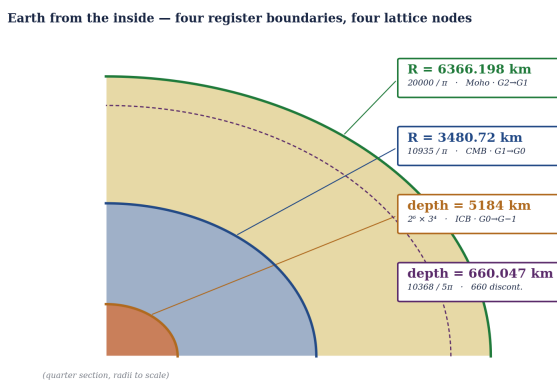 Earth from the inside — four register boundaries, four lattice nodes
R = 6366.198 km
20000 / π · Moho · G2→G1
R = 3480.72 km
10935 / π · CMB · G1→G0
depth = 5184 km
2⁶ × 3⁴ · ICB · G0→G−1
depth = 660.047 km
10368 / 5π · 660 discont.
(quarter section, radii to scale)